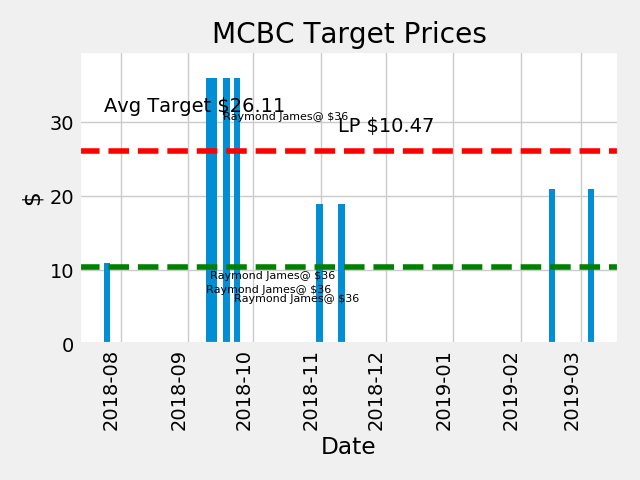 MCBC Target Prices
Avg Target $26.11
Raymond James@ $36
LP $10.47
Raymond James@ $36
Raymond James@ $36
Raymond James@ $36
$
30
20
10
0
2018-08
2018-09
2018-10
2018-11
2018-12
2019-01
2019-02
2019-03
Date